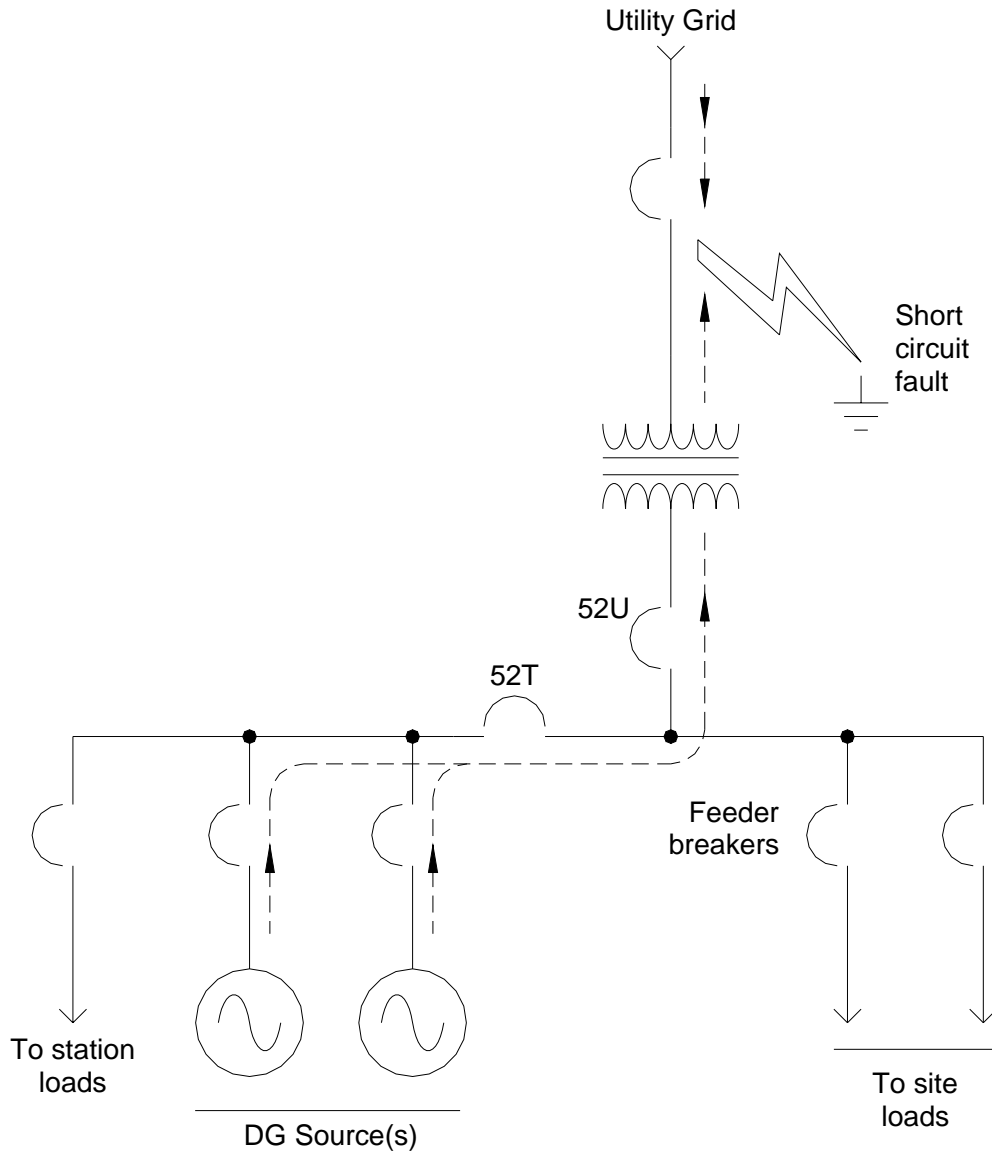 Utility Grid
Short
circuit
fault
52U
52T
Feeder
breakers
To station
loads
To site
loads
DG Source(s)